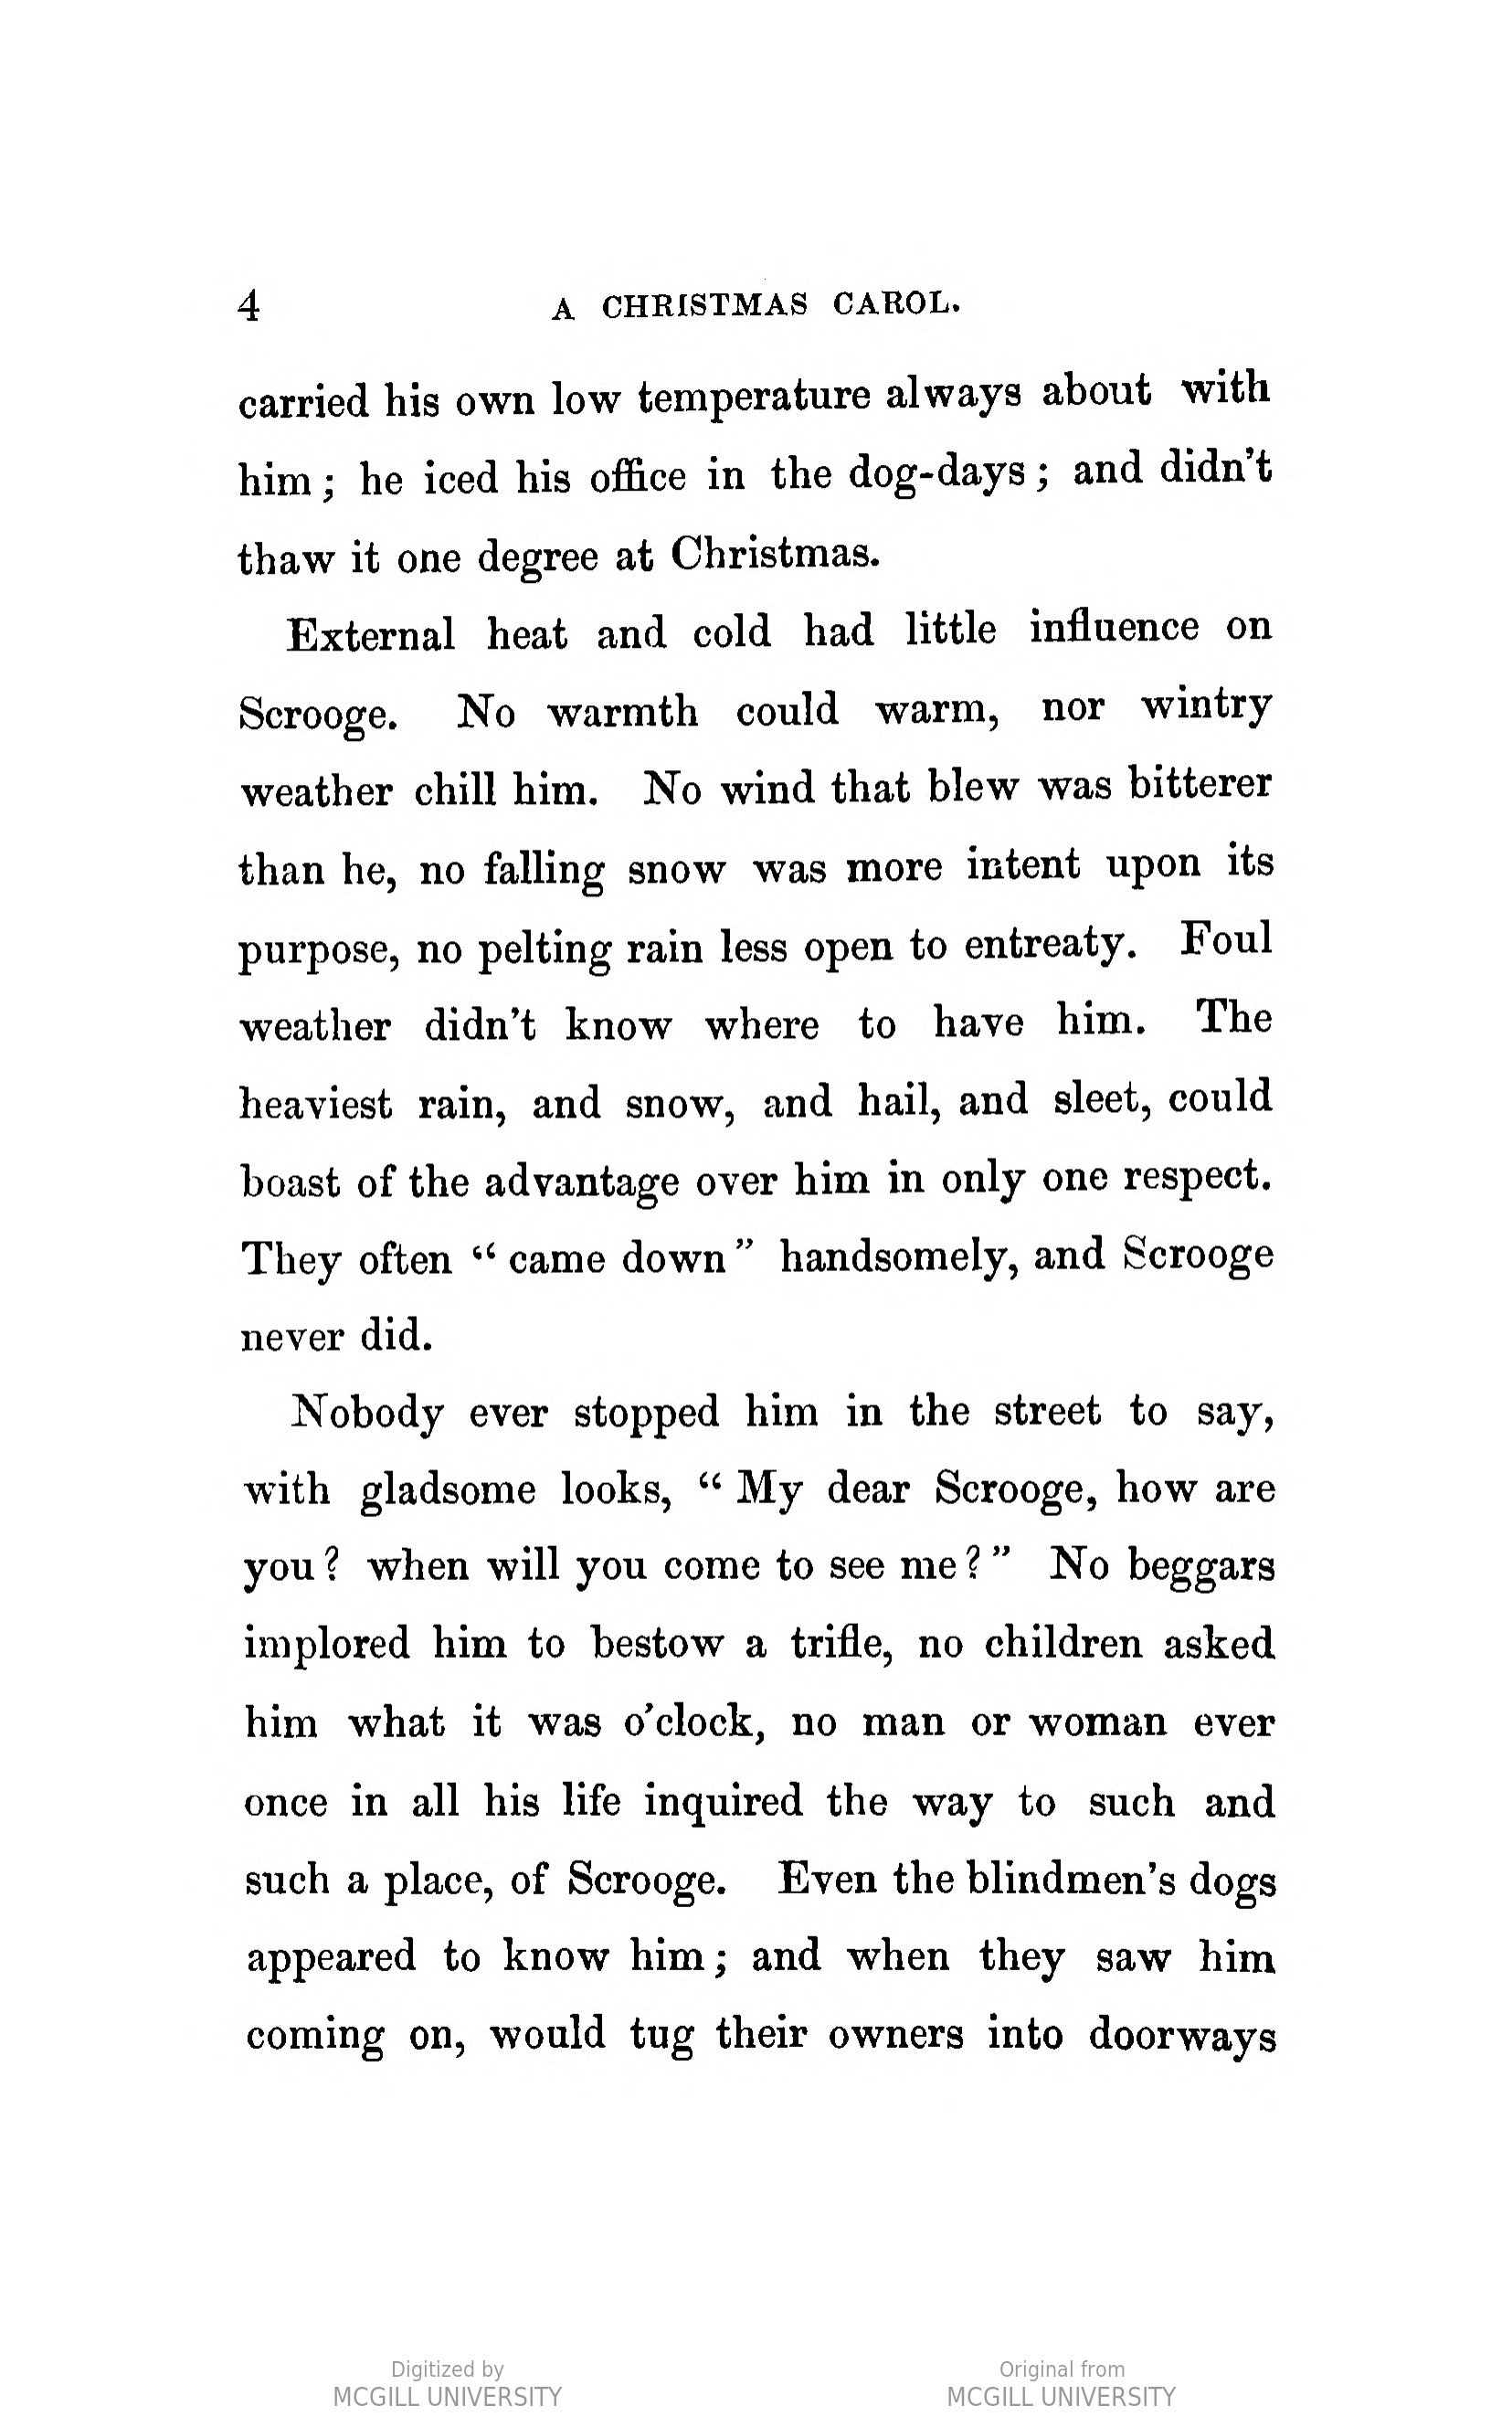 4 A CHRISTMAS CAROL.
carried his own low temperature always about with
him; he iced his office in the dog-days; and didn't
thaw it one degree at Christmas.
External heat and cold had little influence on
Scrooge. No warmth could warm, nor wintry
weather chill him. No wind that blew was bitterer
than he, no falling snow was more intent upon its
purpose, no pelting rain less open to entreaty. Foul
weather didn't know where to have him. The
heaviest rain, and snow, and hail, and sleet, could
boast of the advantage over him in only one respect.
They often "came down" handsomely, and Scrooge
never did.
Nobody ever stopped him in the street to say,
with gladsome looks, "My dear Scrooge, how are
you? when will you come to see me?" No beggars
implored him to bestow a trifle, no children asked
him what it was o'clock, no man or woman ever
once in all his life inquired the way to such and
such a place, of Scrooge. Even the blindmen's dogs
appeared to know him; and when they saw him
coming on, would tug their owners into doorways
Digitized by
MCGILL UNIVERSITY
Original from
MCGILL UNIVERSITY